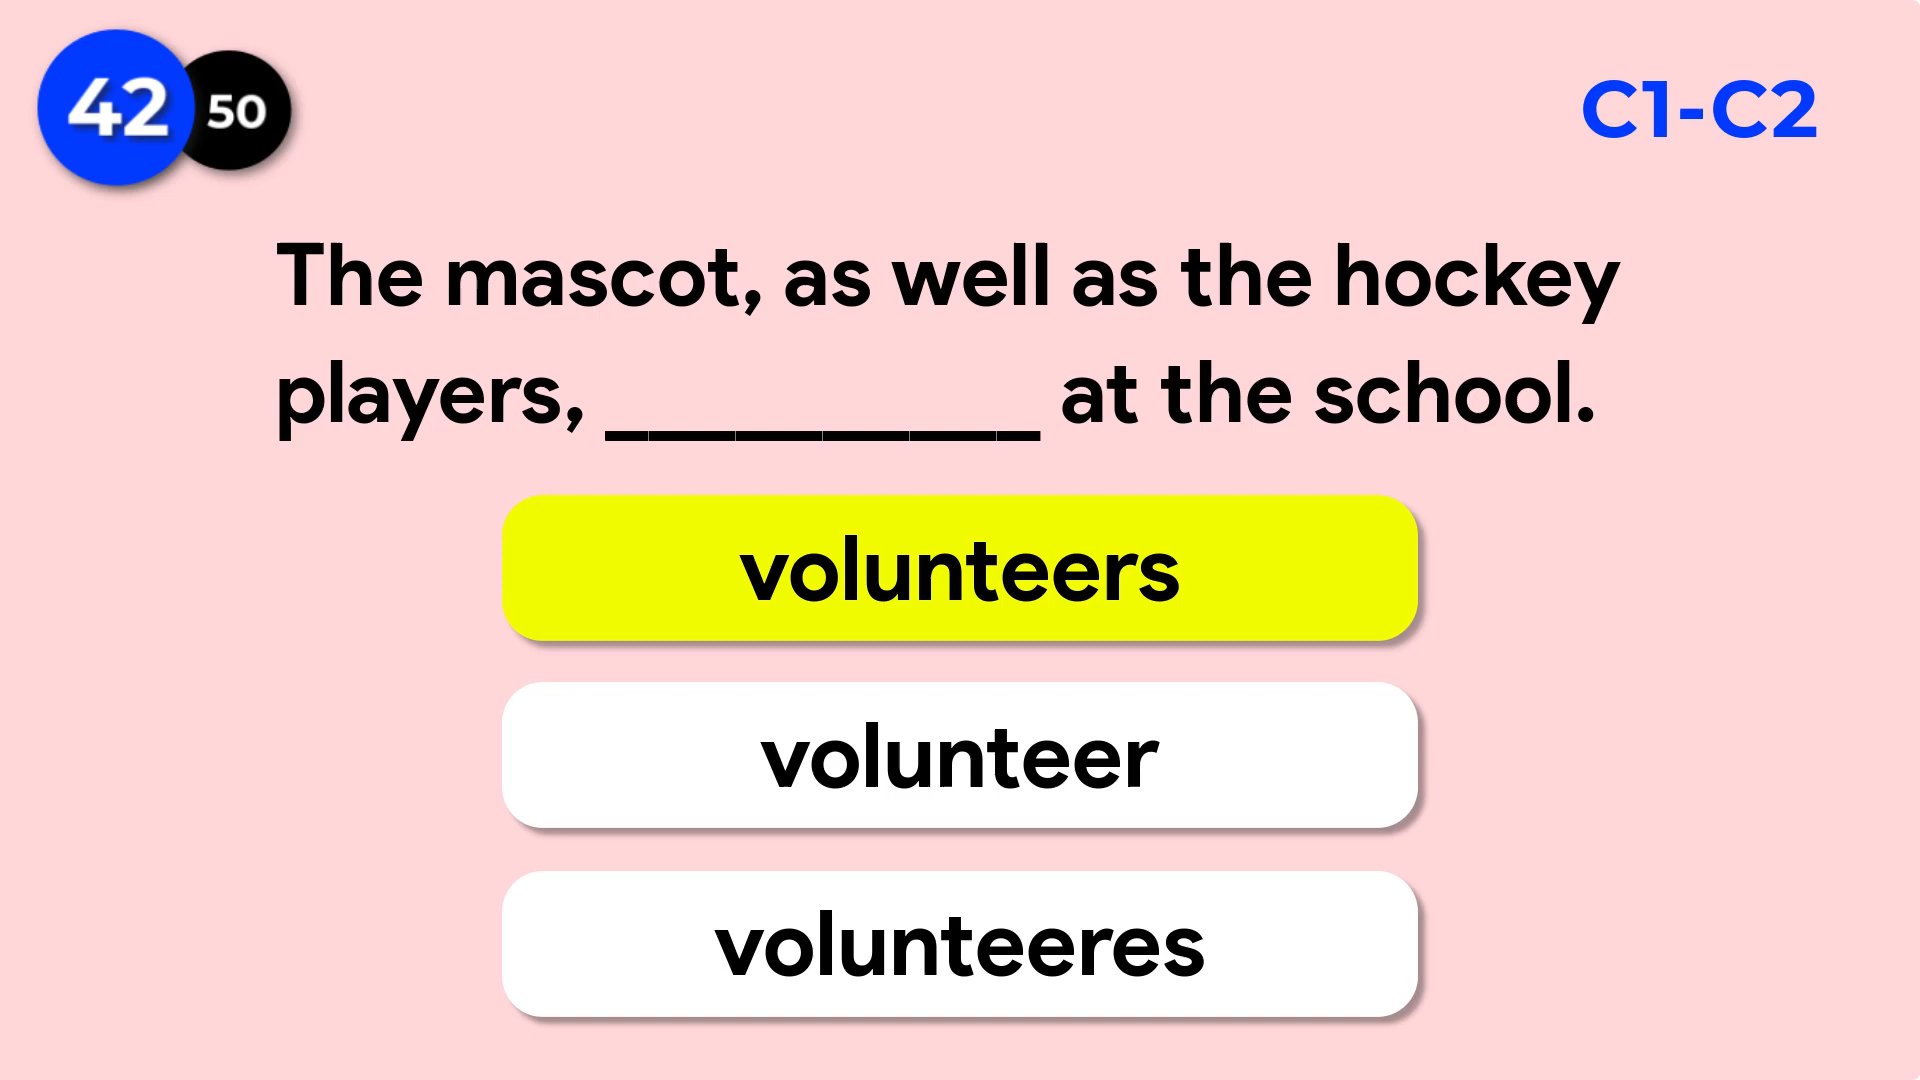 42 50
C1-C2
The mascot, as well as the hockey
players, __________ at the school.
volunteers
volunteer
volunteeres